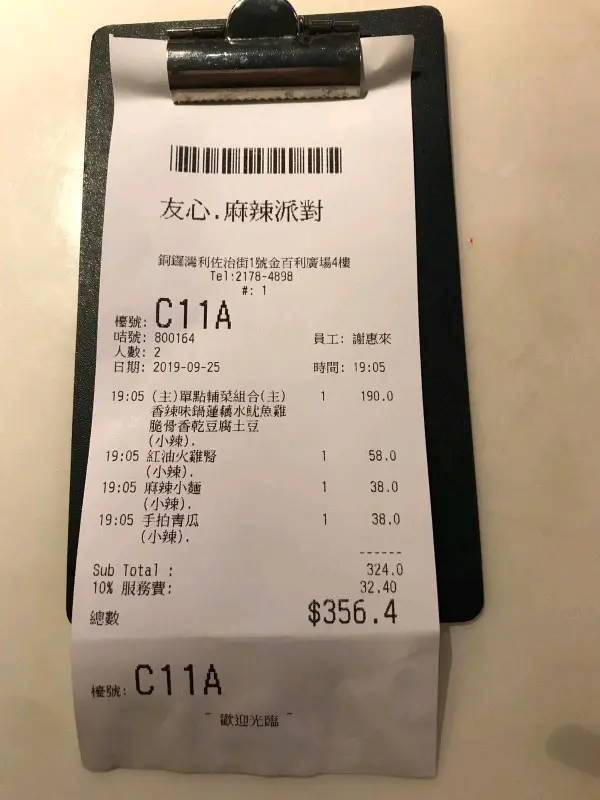 友心.麻辣派對
銅鑼灣利佐治街1號金百利廣場4樓
Tel:2178-4898
#: 1
檯號: C11A
咭號: 800164 員工: 謝惠來
人數: 2
日期: 2019-09-25 時間: 19:05
19:05 (主)單點輔菜組合(主) 1 190.0
香辣味鍋蓮藕水魷魚雞
脆骨香乾豆腐土豆
(小辣).
19:05 紅油火雞腎 1 58.0
(小辣).
19:05 麻辣小麵 1 38.0
(小辣).
19:05 手拍青瓜 1 38.0
(小辣).
------
Sub Total : 324.0
10% 服務費: 32.40
總數 $356.4
檯號: C11A
~ 歡迎光臨 ~